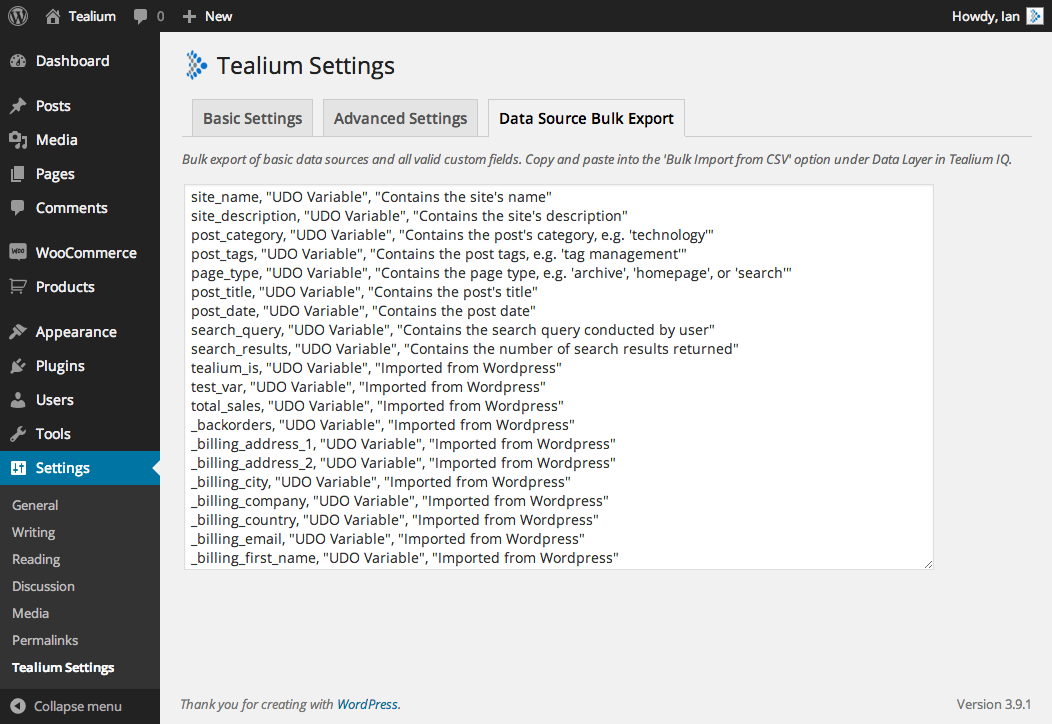 Tealium 0 New Howdy, Ian
Dashboard
Posts
Media
Pages
Comments
WOO WooCommerce
Products
Appearance
Plugins
Users
Tools
Settings
General
Writing
Reading
Discussion
Media
Permalinks
Tealium Settings
Collapse menu
Tealium Settings
Basic Settings Advanced Settings Data Source Bulk Export
Bulk export of basic data sources and all valid custom fields. Copy and paste into the 'Bulk Import from CSV' option under Data Layer in Tealium IQ.
site_name, "UDO Variable", "Contains the site's name"
site_description, "UDO Variable", "Contains the site's description"
post_category, "UDO Variable", "Contains the post's category, e.g. 'technology'"
post_tags, "UDO Variable", "Contains the post tags, e.g. 'tag management'"
page_type, "UDO Variable", "Contains the page type, e.g. 'archive', 'homepage', or 'search'"
post_title, "UDO Variable", "Contains the post's title"
post_date, "UDO Variable", "Contains the post date"
search_query, "UDO Variable", "Contains the search query conducted by user"
search_results, "UDO Variable", "Contains the number of search results returned"
tealium_is, "UDO Variable", "Imported from Wordpress"
test_var, "UDO Variable", "Imported from Wordpress"
total_sales, "UDO Variable", "Imported from Wordpress"
_backorders, "UDO Variable", "Imported from Wordpress"
_billing_address_1, "UDO Variable", "Imported from Wordpress"
_billing_address_2, "UDO Variable", "Imported from Wordpress"
_billing_city, "UDO Variable", "Imported from Wordpress"
_billing_company, "UDO Variable", "Imported from Wordpress"
_billing_country, "UDO Variable", "Imported from Wordpress"
_billing_email, "UDO Variable", "Imported from Wordpress"
_billing_first_name, "UDO Variable", "Imported from Wordpress"
Thank you for creating with WordPress. Version 3.9.1